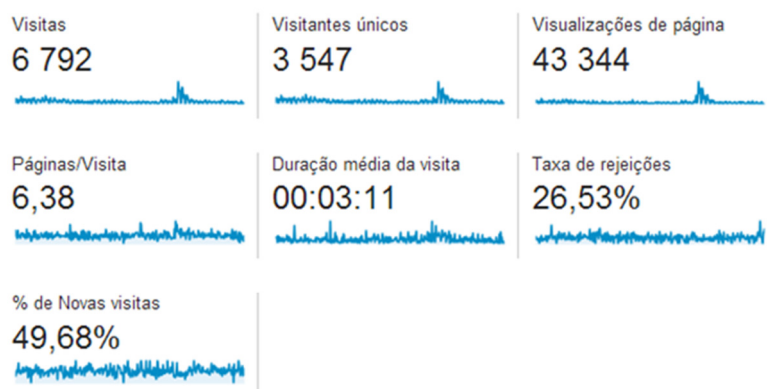 Visitas
6 792
Visitantes únicos
3 547
Visualizações de página
43 344
Páginas/Visita
6,38
Duração média da visita
00:03:11
Taxa de rejeições
26,53%
% de Novas visitas
49,68%